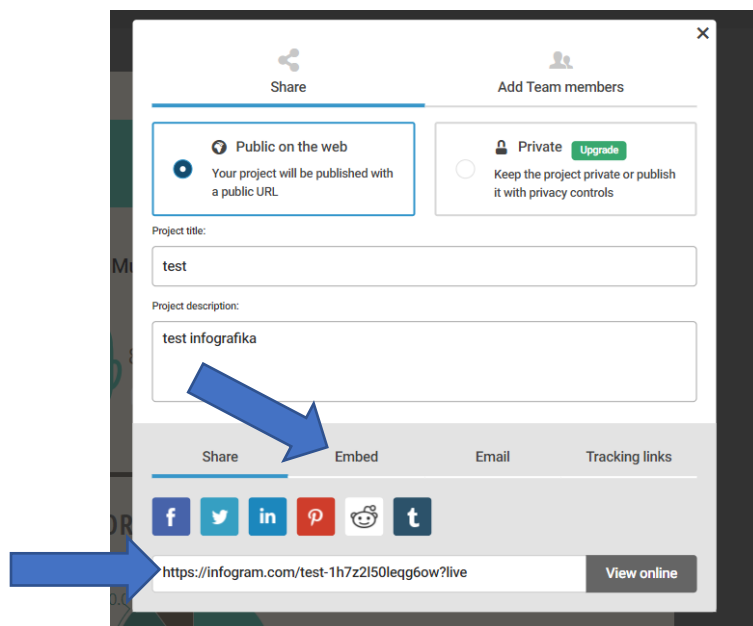 Share
Add Team members
Public on the web
Your project will be published with
a public URL
Private Upgrade
Keep the project private or publish
it with privacy controls
Project title:
test
Project description:
test infografika
Share Embed Email Tracking links
f in t
https://infogram.com/test-1h7z2l50leqg6ow?live
View online